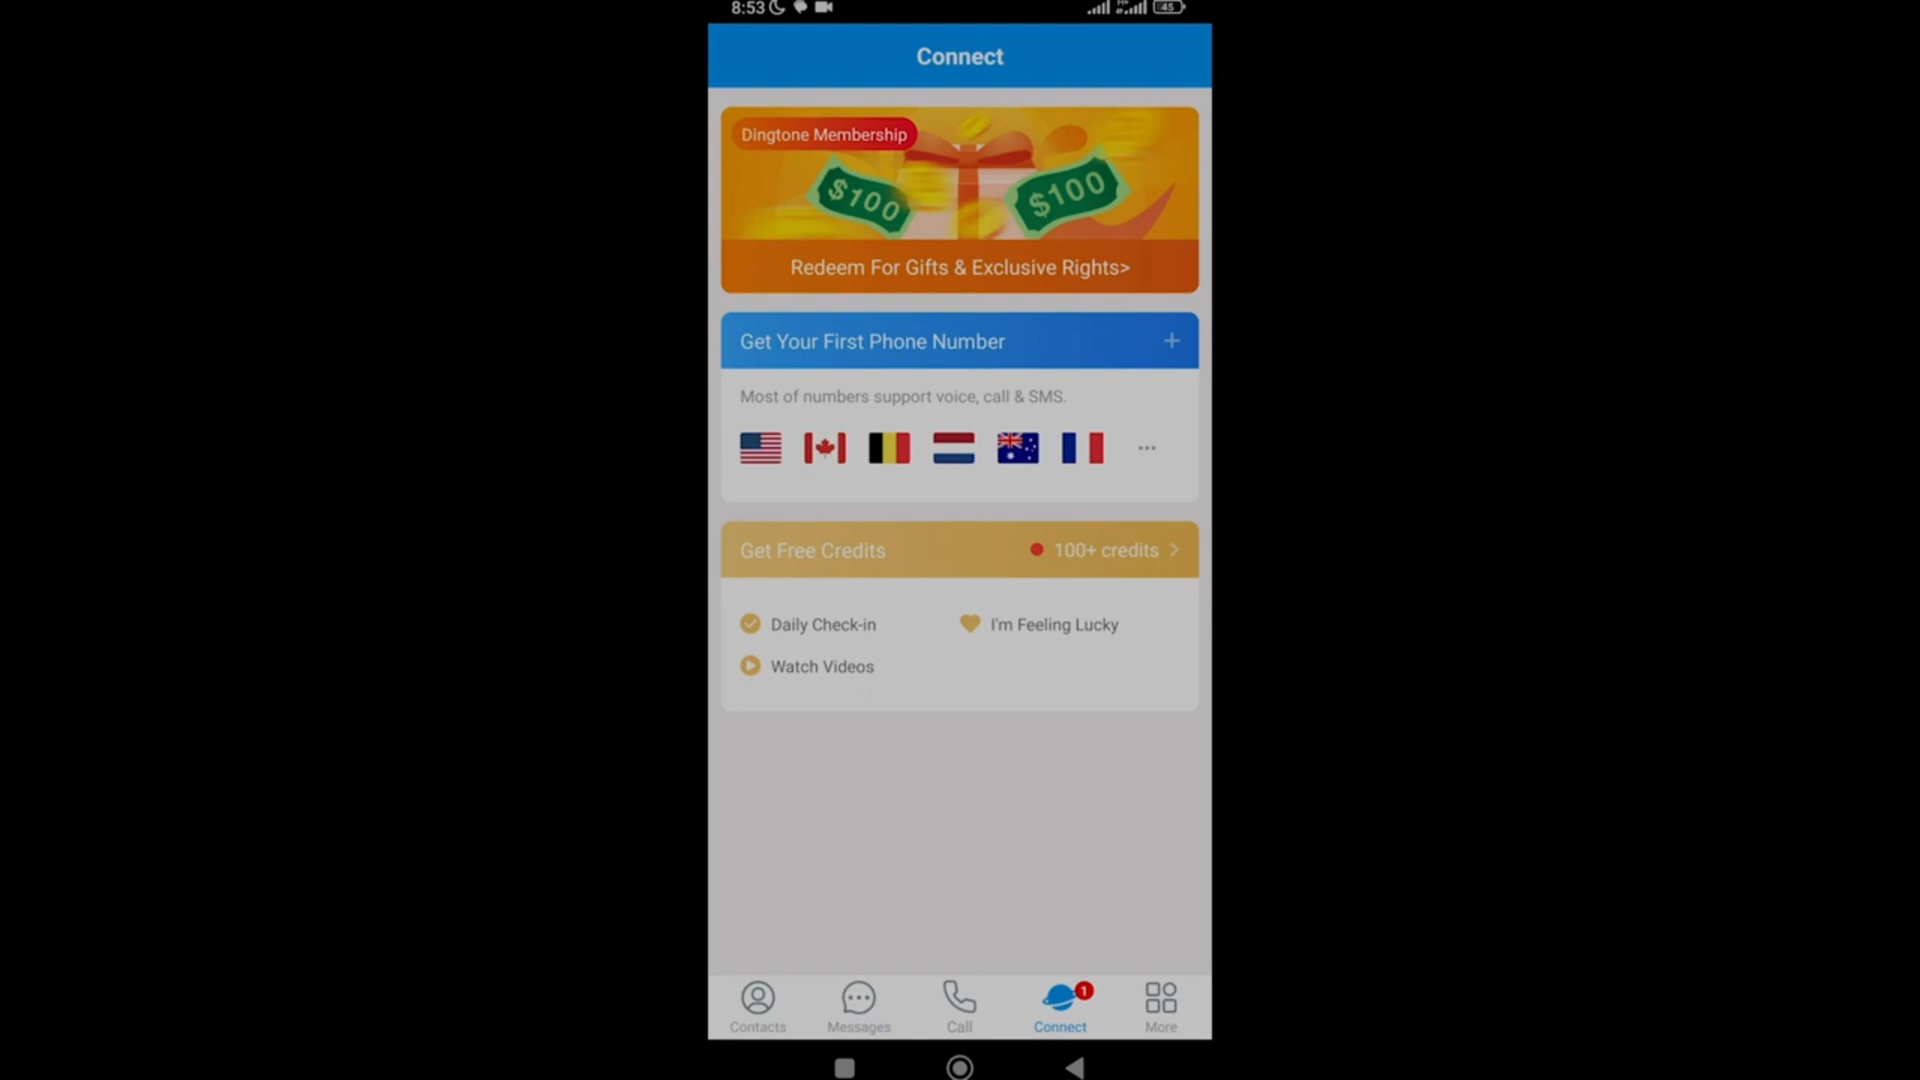 8:53
45
Connect
Dingtone Membership
$100
$100
Redeem For Gifts & Exclusive Rights>
Get Your First Phone Number
+
Most of numbers support voice, call & SMS.
...
Get Free Credits
100+ credits >
Daily Check-in
I'm Feeling Lucky
Watch Videos
1
Contacts
Messages
Call
Connect
More